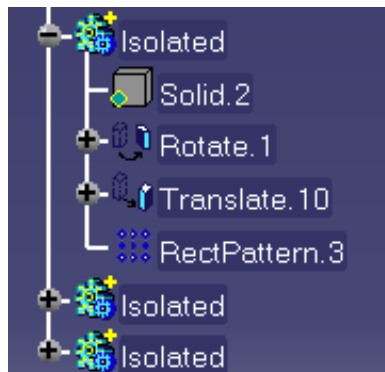 Isolated
Solid.2
Rotate.1
Translate.10
RectPattern.3
Isolated
Isolated